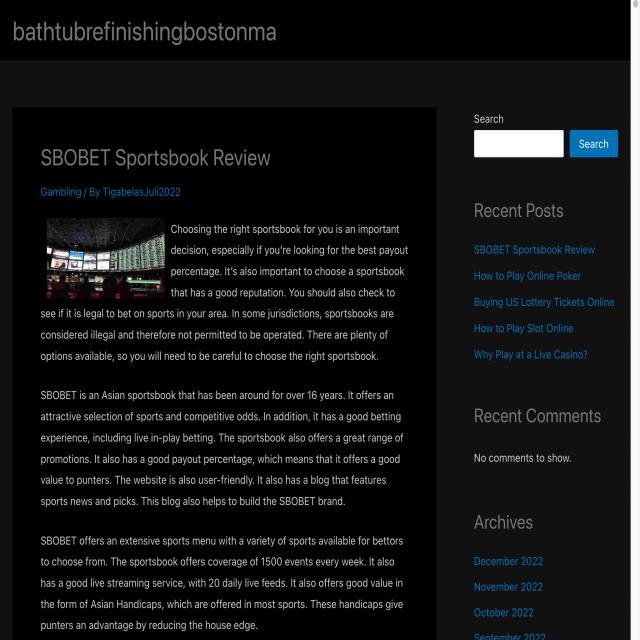 bathtubrefinishingbostonma
SBOBET Sportsbook Review
Gambling / By TigabelasJuli2022
Choosing the right sportsbook for you is an important
decision, especially if you're looking for the best payout
percentage. It's also important to choose a sportsbook
that has a good reputation. You should also check to
see if it is legal to bet on sports in your area. In some jurisdictions, sportsbooks are
considered illegal and therefore not permitted to be operated. There are plenty of
options available, so you will need to be careful to choose the right sportsbook.
SBOBET is an Asian sportsbook that has been around for over 16 years. It offers an
attractive selection of sports and competitive odds. In addition, it has a good betting
experience, including live in-play betting. The sportsbook also offers a great range of
promotions. It also has a good payout percentage, which means that it offers a good
value to punters. The website is also user-friendly. It also has a blog that features
sports news and picks. This blog also helps to build the SBOBET brand.
SBOBET offers an extensive sports menu with a variety of sports available for bettors
to choose from. The sportsbook offers coverage of 1500 events every week. It also
has a good live streaming service, with 20 daily live feeds. It also offers good value in
the form of Asian Handicaps, which are offered in most sports. These handicaps give
punters an advantage by reducing the house edge.
Search
Search
Recent Posts
SBOBET Sportsbook Review
How to Play Online Poker
Buying US Lottery Tickets Online
How to Play Slot Online
Why Play at a Live Casino?
Recent Comments
No comments to show.
Archives
December 2022
November 2022
October 2022
September 2022